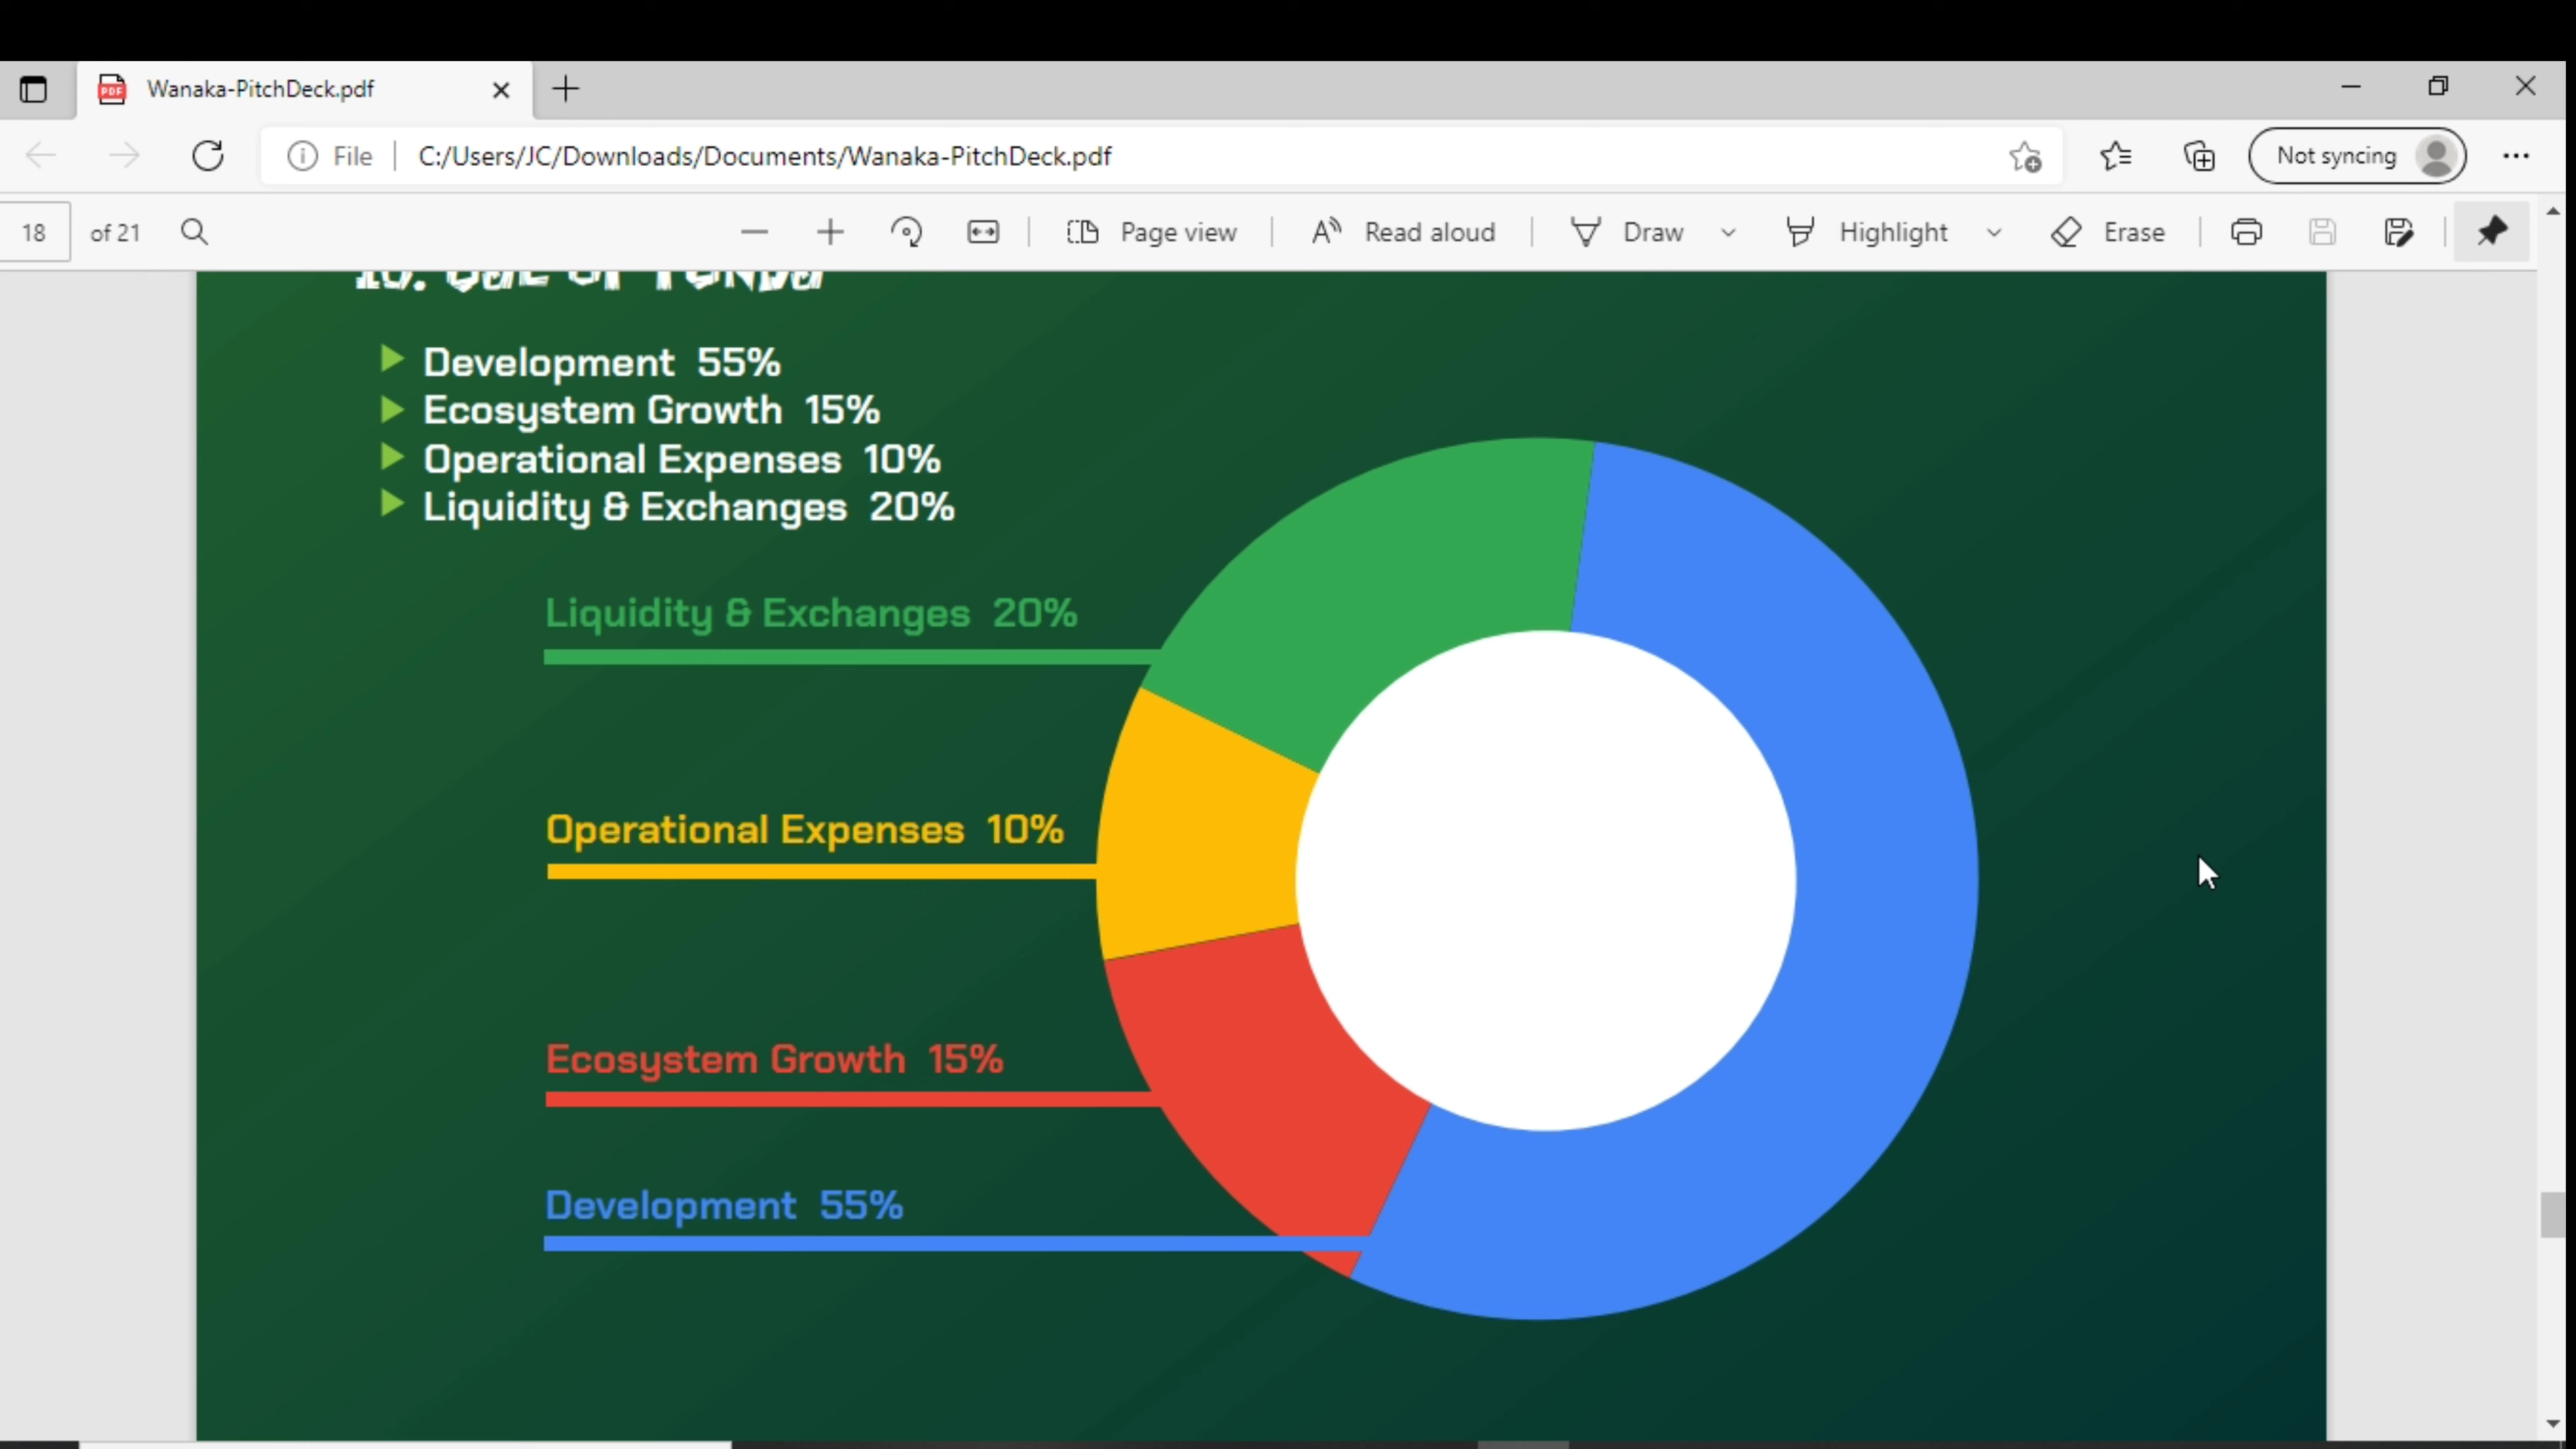 Wanaka-PitchDeck.pdf
File
C:/Users/JC/Downloads/Documents/Wanaka-PitchDeck.pdf
Not syncing
18 of 21
Page view
Read aloud
Draw
Highlight
Erase
Development 55%
Ecosystem Growth 15%
Operational Expenses 10%
Liquidity & Exchanges 20%
Liquidity & Exchanges 20%
Operational Expenses 10%
Ecosystem Growth 15%
Development 55%